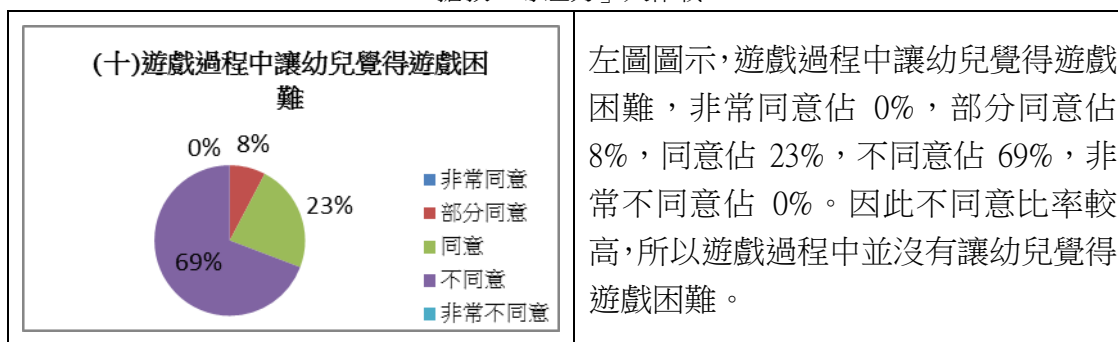 (十)遊戲過程中讓幼兒覺得遊戲困
難
0% 8%
23%
69%
非常同意
部分同意
同意
不同意
非常不同意
左圖圖示,遊戲過程中讓幼兒覺得遊戲
困難,非常同意佔 0%,部分同意佔
8%,同意佔 23%,不同意佔 69%,非
常不同意佔 0%。因此不同意比率較
高,所以遊戲過程中並沒有讓幼兒覺得
遊戲困難。